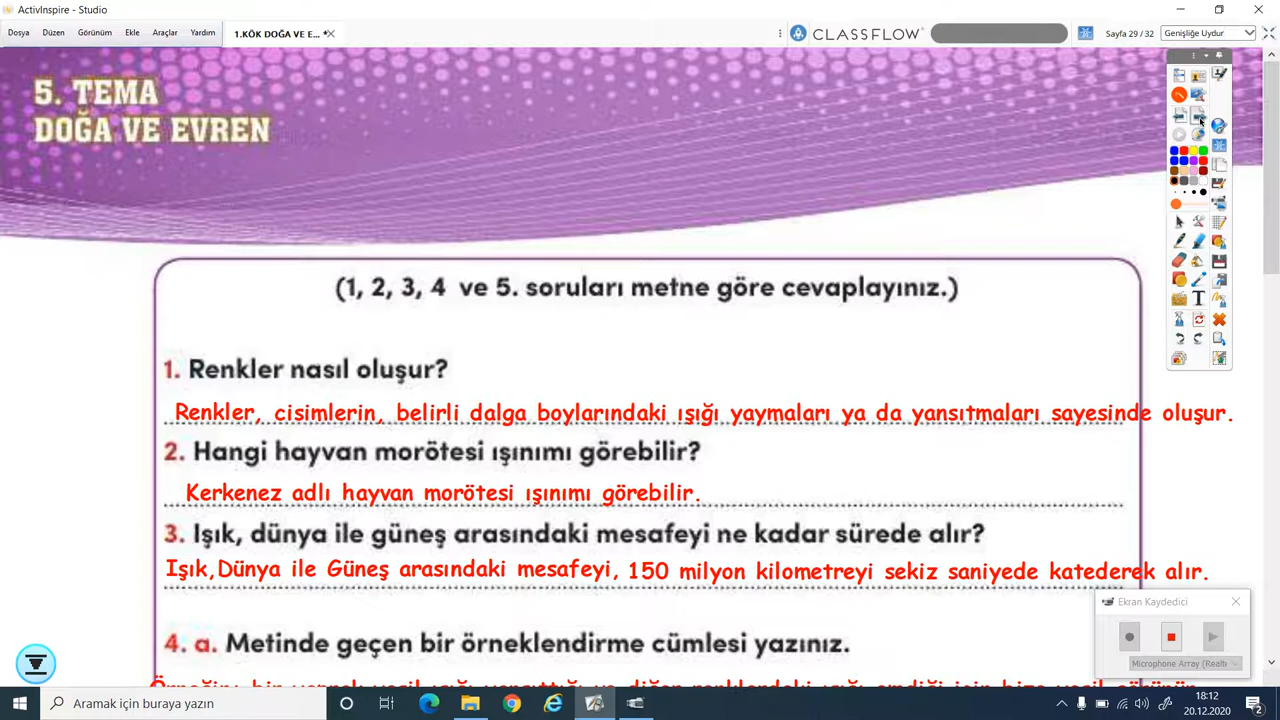 ActivInspire - Studio
Dosya Düzen Görünüm Ekle Araçlar Yardım
1.KÖK DOĞA VE E... *
CLASSFLOW
Sayfa 29 / 32
Genişliğe Uydur
5. TEMA
DOĞA VE EVREN
(1, 2, 3, 4 ve 5. soruları metne göre cevaplayınız.)
1. Renkler nasıl oluşur?
Renkler, cisimlerin, belirli dalga boylarındaki ışığı yaymaları ya da yansıtmaları sayesinde oluşur.
2. Hangi hayvan morötesi ışınımı görebilir?
Kerkenez adlı hayvan morötesi ışınımı görebilir.
3. Işık, dünya ile güneş arasındaki mesafeyi ne kadar sürede alır?
Işık,Dünya ile Güneş arasındaki mesafeyi, 150 milyon kilometreyi sekiz saniyede katederek alır.
4. a. Metinde geçen bir örneklendirme cümlesi yazınız.
Ekran Kaydedici
Microphone Array (Realt
Aramak için buraya yazın
18:12
20.12.2020
2